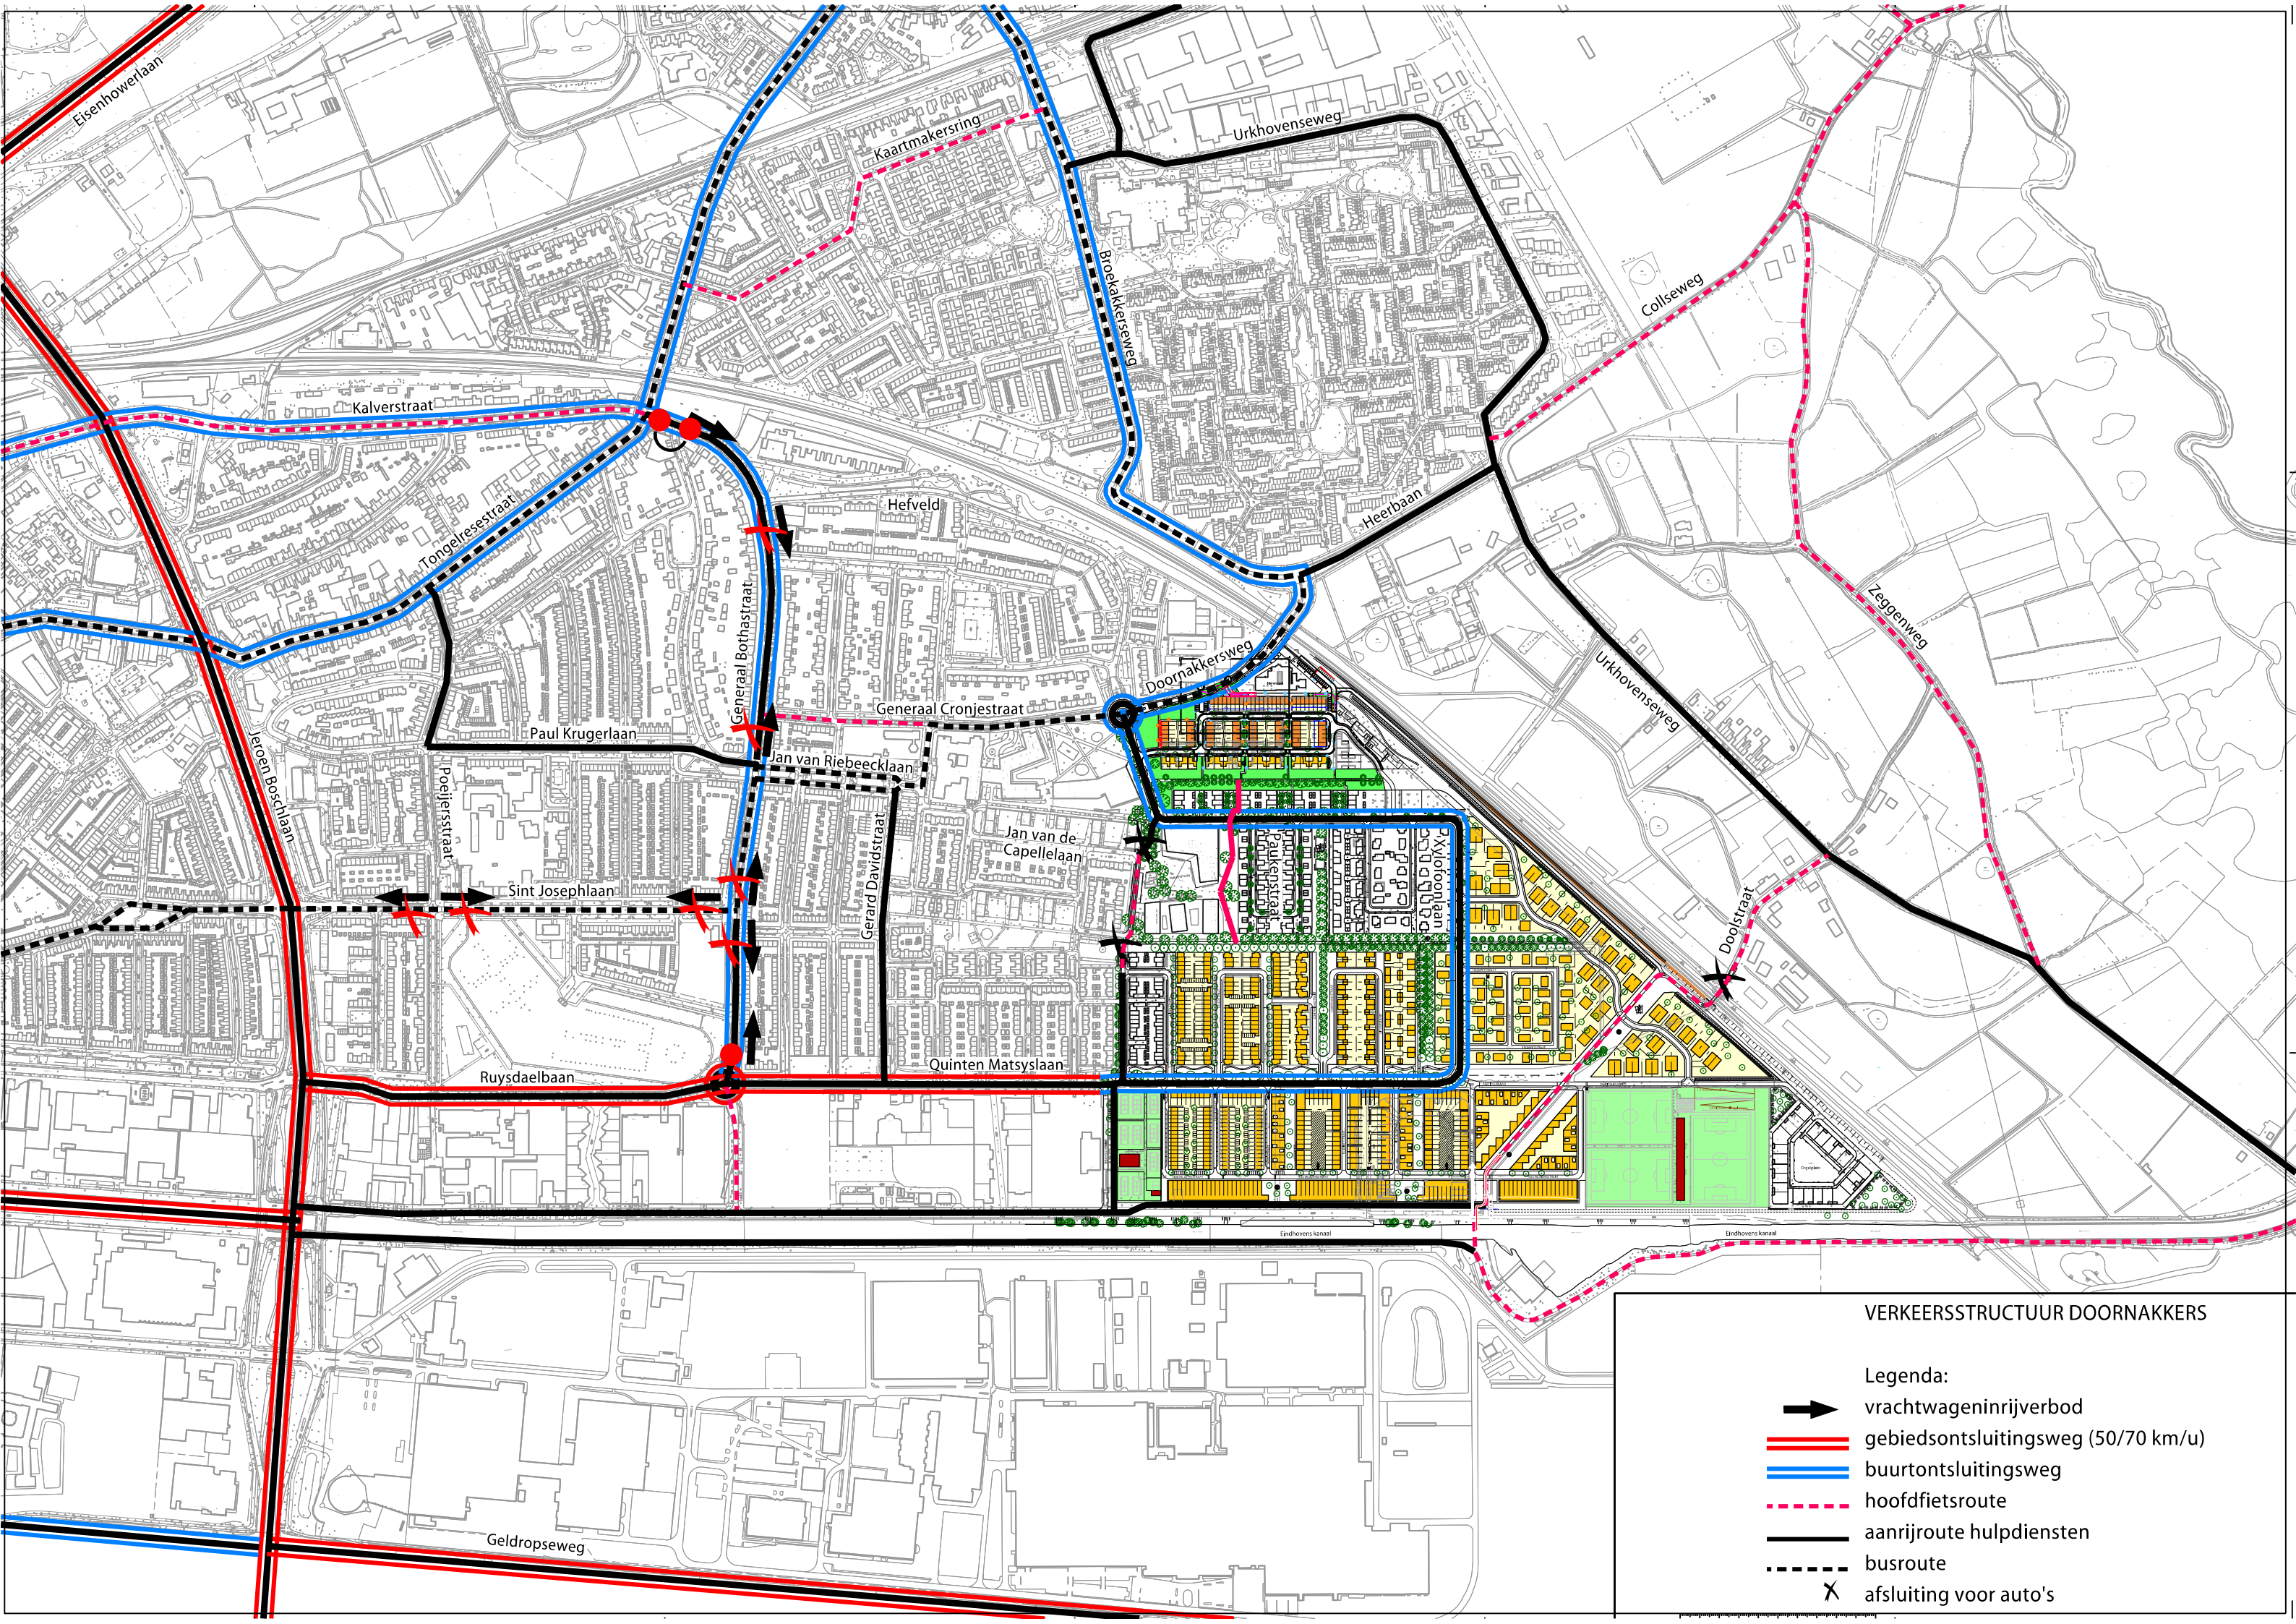 Eisenhowerlaan
Kaartmakersring
Urkhovenseweg
Broekakkerseweg
Collseweg
Kalverstraat
Tongelresestraat
Hefveld
Heerbaan
Zeggenweg
Generaal Bothastraat
Doornakkersweg
Urkhovenseweg
Generaal Cronjestraat
Paul Krugerlaan
Jan van Riebeecklaan
Jeroen Boschlaan
Poeijersstraat
Gerard Davidstraat
Jan van de
Capellelaan
Paukenstraat
Xylofoonlaan
Sint Josephlaan
Doolstraat
Ruysdaelbaan
Quinten Matsyslaan
Eindhovens kanaal
Eindhovens kanaal
Geldropseweg
VERKEERSSTRUCTUUR DOORNAKKERS
Legenda:
vrachtwageninrijverbod
gebiedsontsluitingsweg (50/70 km/u)
buurtontsluitingsweg
hoofdfietsroute
aanrijroute hulpdiensten
busroute
afsluiting voor auto's